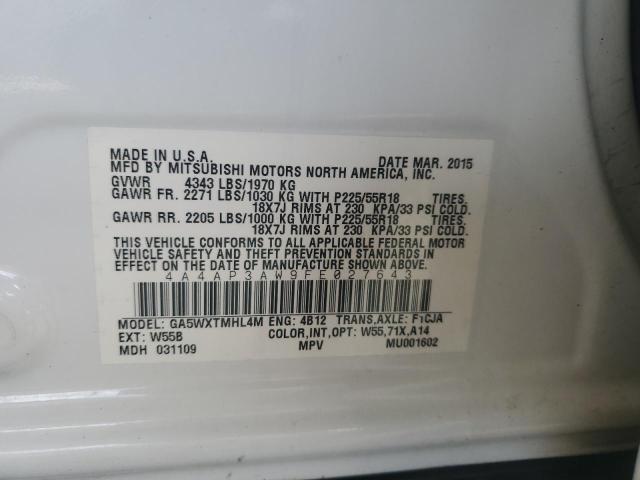 MADE IN U.S.A. DATE MAR. 2015
MFD BY MITSUBISHI MOTORS NORTH AMERICA, INC.
GVWR 4343 LBS/1970 KG
GAWR FR. 2271 LBS/1030 KG WITH P225/55R18 TIRES,
18X7J RIMS AT 230 KPA/33 PSI COLD.
GAWR RR. 2205 LBS/1000 KG WITH P225/55R18 TIRES,
18X7J RIMS AT 230 KPA/33 PSI COLD.
THIS VEHICLE CONFORMS TO ALL APPLICABLE FEDERAL MOTOR
VEHICLE SAFETY AND THEFT PREVENTION STANDARDS IN
EFFECT ON THE DATE OF MANUFACTURE SHOWN ABOVE.
4A4AP3AW9FE027643
MODEL: GA5WXTMHL4M ENG: 4B12 TRANS,AXLE: F1CJA
EXT: W55B COLOR,INT,OPT: W55,71X,A14
MDH 031109 MPV MU001602